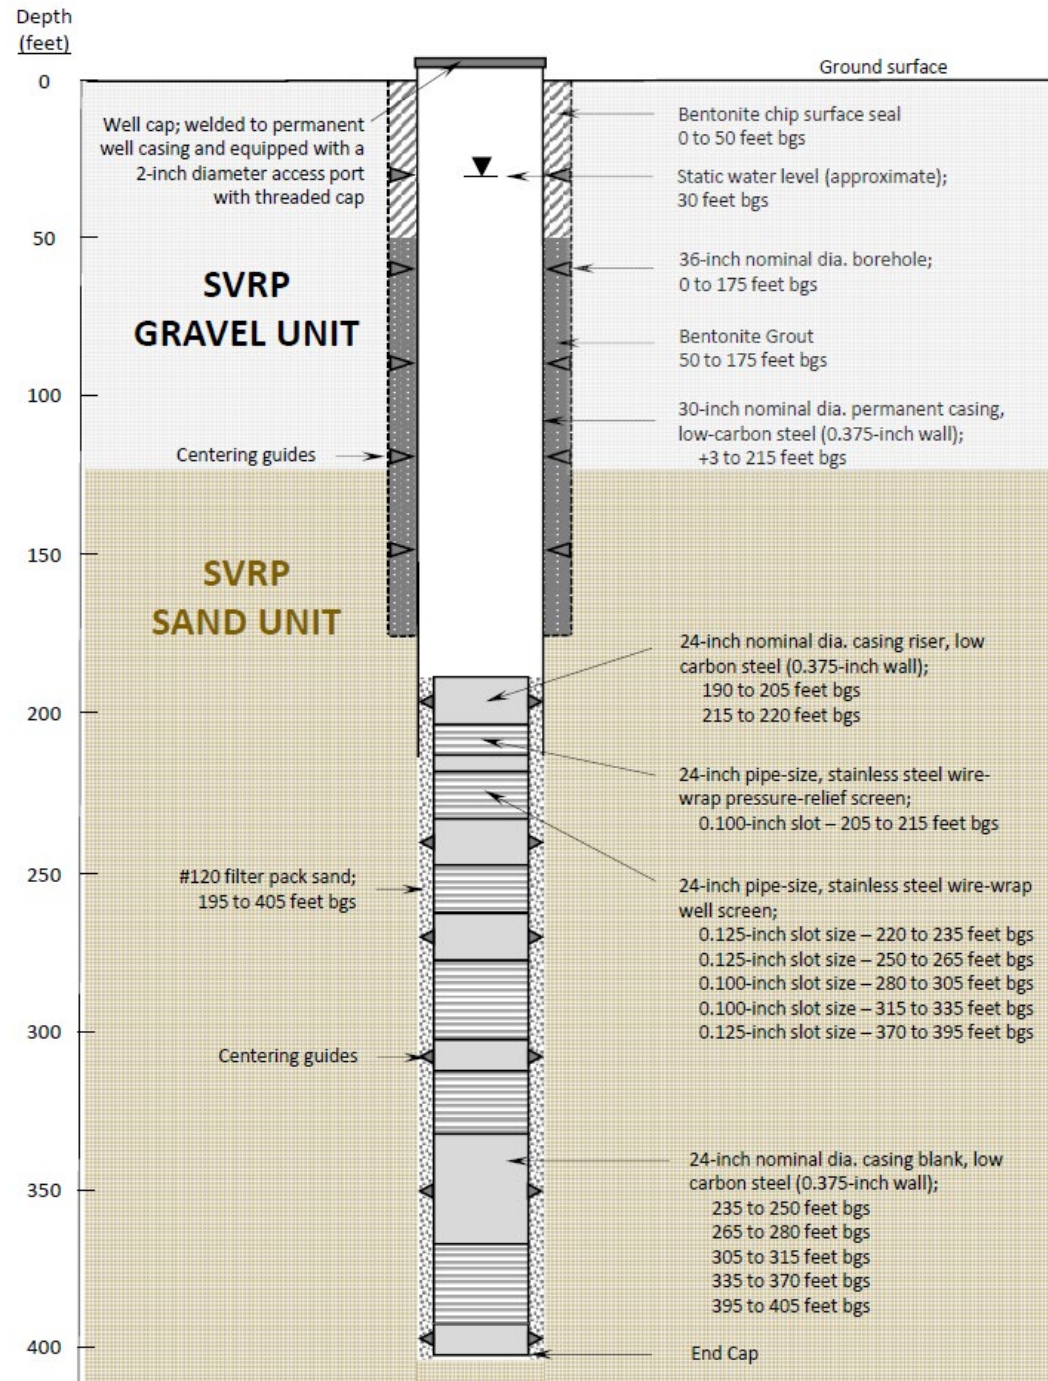 Depth
(feet)
0
50
100
150
200
250
300
350
400
Ground surface
Well cap; welded to permanent
well casing and equipped with a
2-inch diameter access port
with threaded cap
SVRP
GRAVEL UNIT
Centering guides
SVRP
SAND UNIT
#120 filter pack sand;
195 to 405 feet bgs
Centering guides
Bentonite chip surface seal
0 to 50 feet bgs
Static water level (approximate);
30 feet bgs
36-inch nominal dia. borehole;
0 to 175 feet bgs
Bentonite Grout
50 to 175 feet bgs
30-inch nominal dia. permanent casing,
low-carbon steel (0.375-inch wall);
+3 to 215 feet bgs
24-inch nominal dia. casing riser, low
carbon steel (0.375-inch wall);
190 to 205 feet bgs
215 to 220 feet bgs
24-inch pipe-size, stainless steel wire-
wrap pressure-relief screen;
0.100-inch slot – 205 to 215 feet bgs
24-inch pipe-size, stainless steel wire-wrap
well screen;
0.125-inch slot size – 220 to 235 feet bgs
0.125-inch slot size – 250 to 265 feet bgs
0.100-inch slot size – 280 to 305 feet bgs
0.100-inch slot size – 315 to 335 feet bgs
0.125-inch slot size – 370 to 395 feet bgs
24-inch nominal dia. casing blank, low
carbon steel (0.375-inch wall);
235 to 250 feet bgs
265 to 280 feet bgs
305 to 315 feet bgs
335 to 370 feet bgs
395 to 405 feet bgs
End Cap